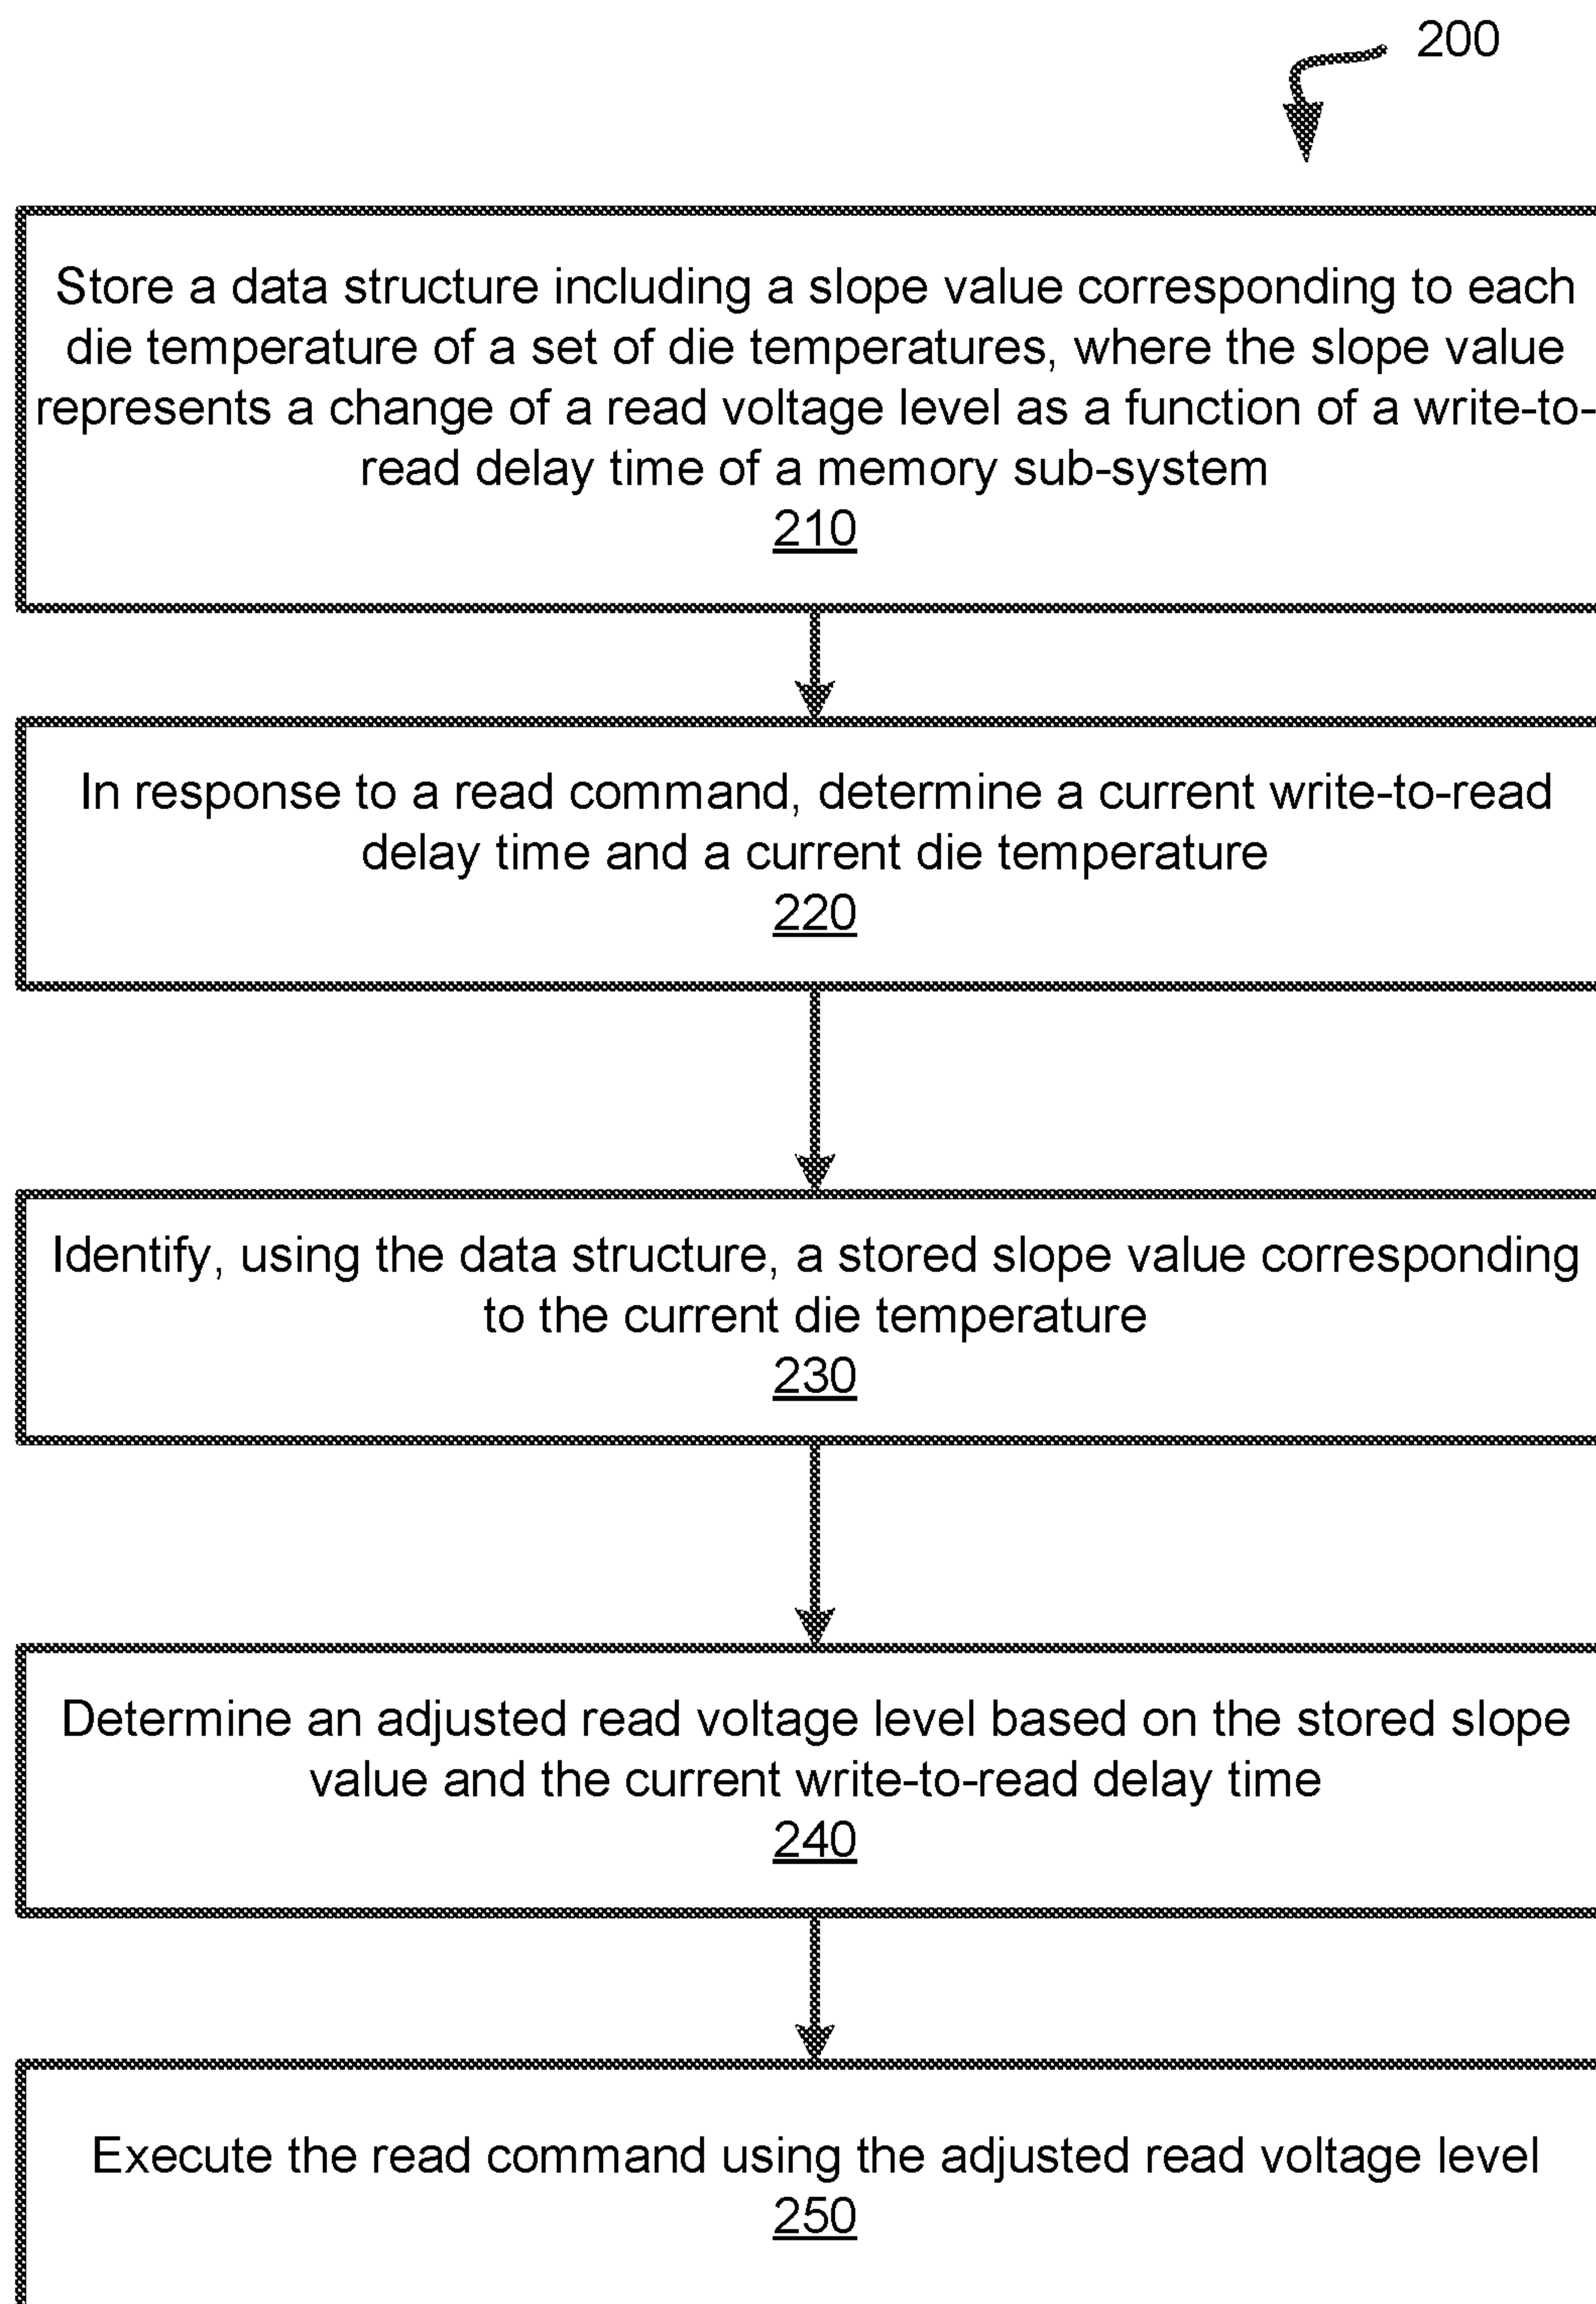 200
Store a data structure including a slope value corresponding to each
die temperature of a set of die temperatures, where the slope value
represents a change of a read voltage level as a function of a write-to-
read delay time of a memory sub-system
210
In response to a read command, determine a current write-to-read
delay time and a current die temperature
220
Identify, using the data structure, a stored slope value corresponding
to the current die temperature
230
Determine an adjusted read voltage level based on the stored slope
value and the current write-to-read delay time
240
Execute the read command using the adjusted read voltage level
250